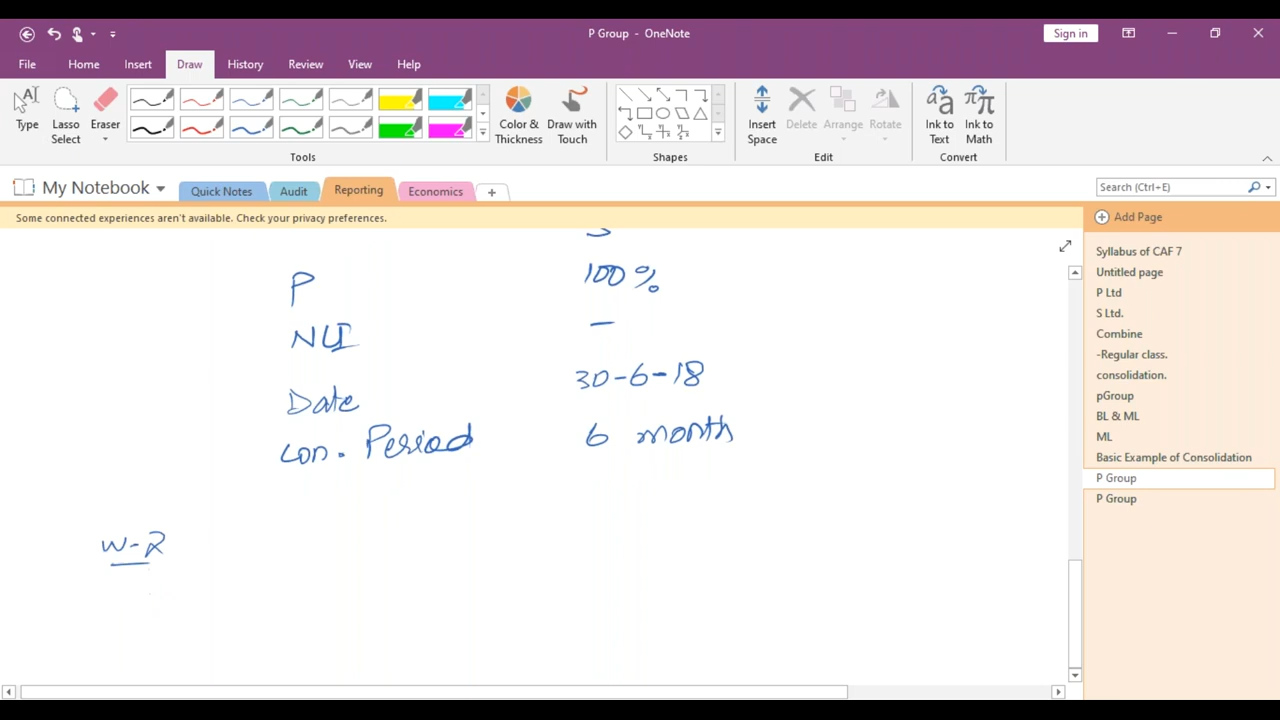 P Group - OneNote
Sign in
File Home Insert Draw History Review View Help
Type
Lasso Select
Eraser
Color & Thickness
Draw with Touch
Insert Space
Delete
Arrange
Rotate
Ink to Text
Ink to Math
Tools
Shapes
Edit
Convert
My Notebook
Quick Notes
Audit
Reporting
Economics
Search (Ctrl+E)
Some connected experiences aren't available. Check your privacy preferences.
S
P 100%
NCI –
Date 30-6-18
con. Period 6 month
W-2
Add Page
Syllabus of CAF 7
Untitled page
P Ltd
S Ltd.
Combine
-Regular class.
consolidation.
pGroup
BL & ML
ML
Basic Example of Consolidation
P Group
P Group